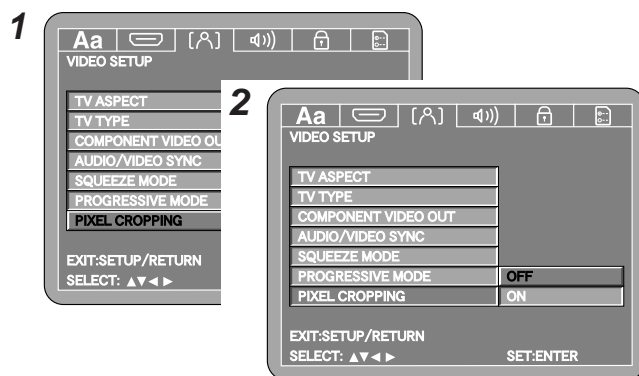 1
Aa
VIDEO SETUP
TV ASPECT
TV TYPE
COMPONENT VIDEO OU
AUDIO/VIDEO SYNC
SQUEEZE MODE
PROGRESSIVE MODE
PIXEL CROPPING
EXIT:SETUP/RETURN
SELECT: ▲▼◄ ►
2
Aa
VIDEO SETUP
TV ASPECT
TV TYPE
COMPONENT VIDEO OUT
AUDIO/VIDEO SYNC
SQUEEZE MODE
PROGRESSIVE MODE OFF
PIXEL CROPPING ON
EXIT:SETUP/RETURN
SELECT: ▲▼◄ ► SET:ENTER